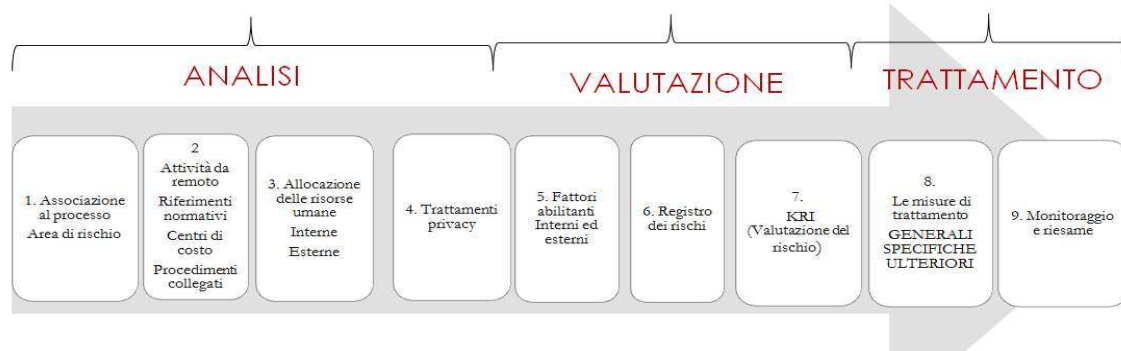 ANALISI
VALUTAZIONE
TRATTAMENTO
1. Associazione
al processo
Area di rischio
2
Attività da
remoto
Riferimenti
normativi
Centri di
costo
Procedimenti
collegati
3. Allocazione
delle risorse
umane
Interne
Esterne
4. Trattamenti
privacy
5. Fattori
abilitanti
Interni ed
esterni
6. Registro
dei rischi
7.
KRI
(Valutazione del
rischio)
8.
Le misure di
trattamento
GENERALI
SPECIFICHE
ULTERIORI
9. Monitoraggio
e riesame